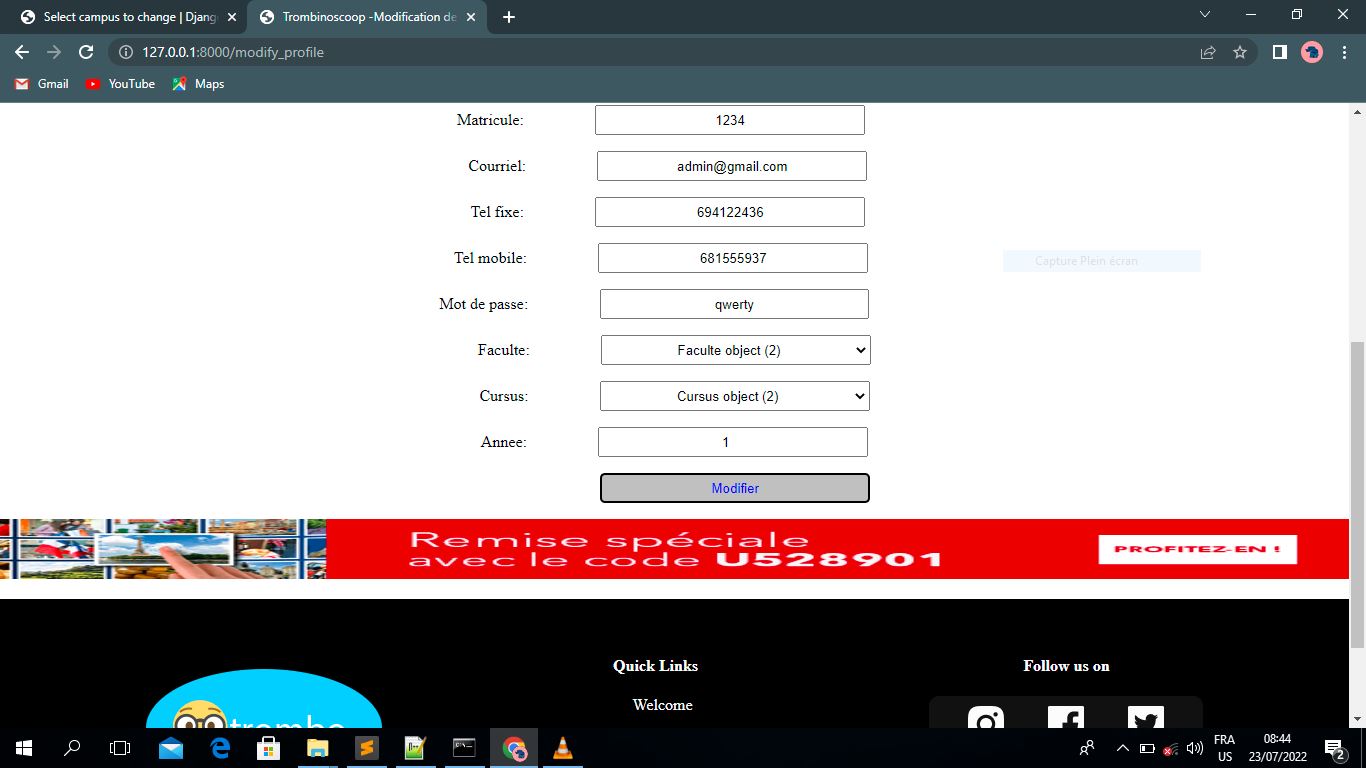 Select campus to change | Djang
Trombinoscoop -Modification de
127.0.0.1:8000/modify_profile
Gmail
YouTube
Maps
Matricule:
1234
Courriel:
admin@gmail.com
Tel fixe:
694122436
Tel mobile:
681555937
Capture Plein écran
Mot de passe:
qwerty
Faculte:
Faculte object (2)
Cursus:
Cursus object (2)
Annee:
1
Modifier
Remise spéciale
avec le code U528901
PROFITEZ-EN !
Quick Links
Follow us on
Welcome
trombo
FRA
US
08:44
23/07/2022
2